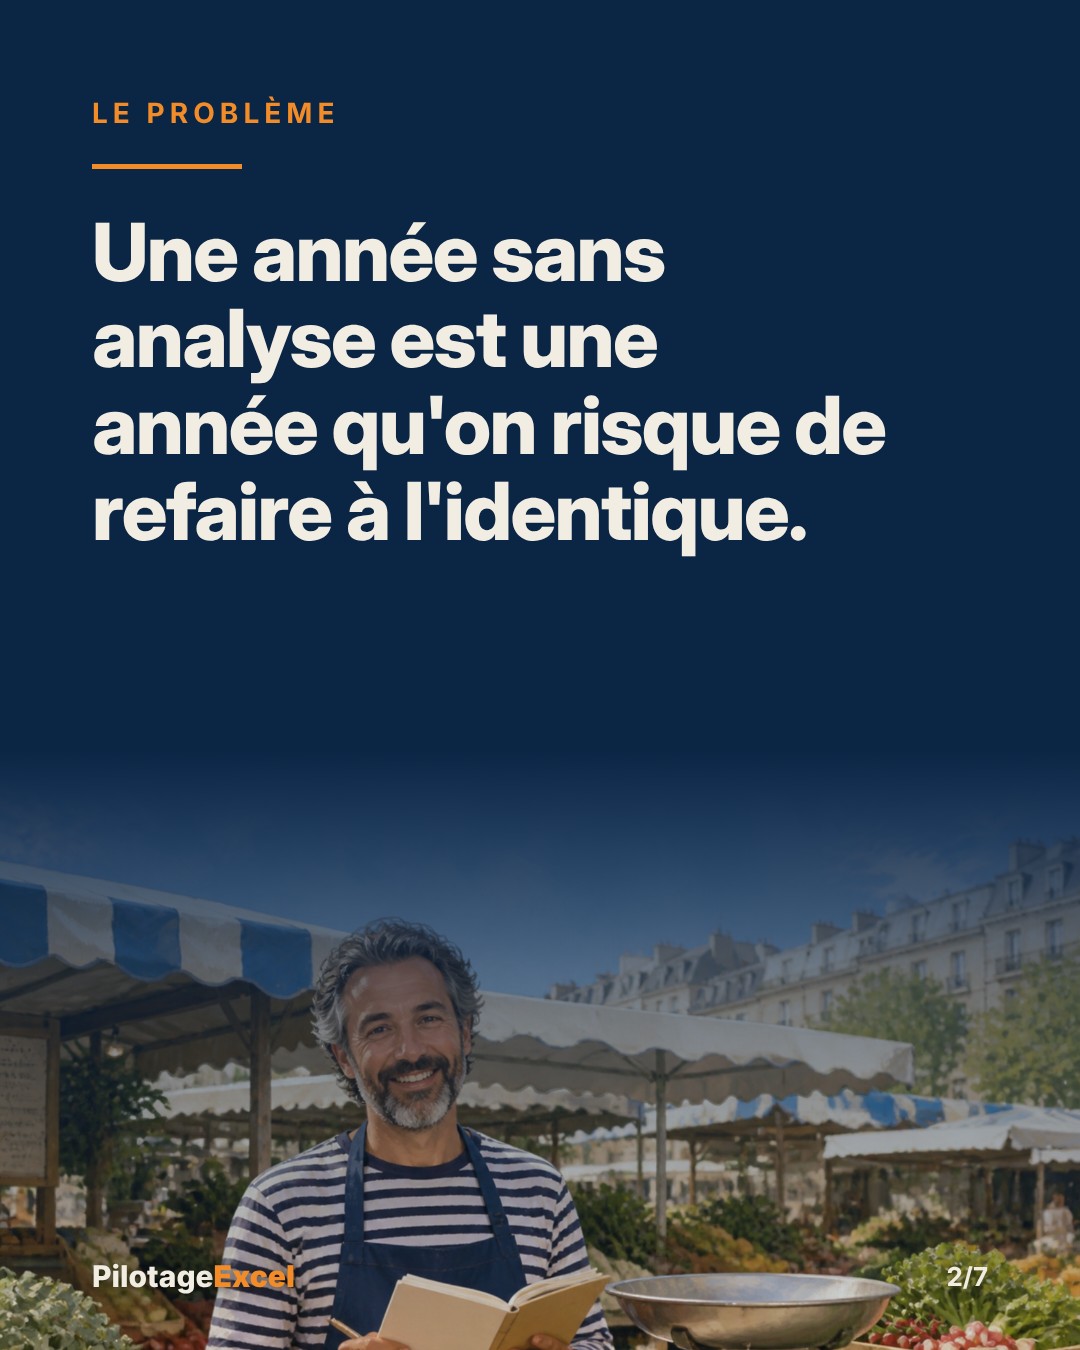 LE PROBLÈME
Une année sans
analyse est une
année qu'on risque de
refaire à l'identique.
PilotageExcel
2/7